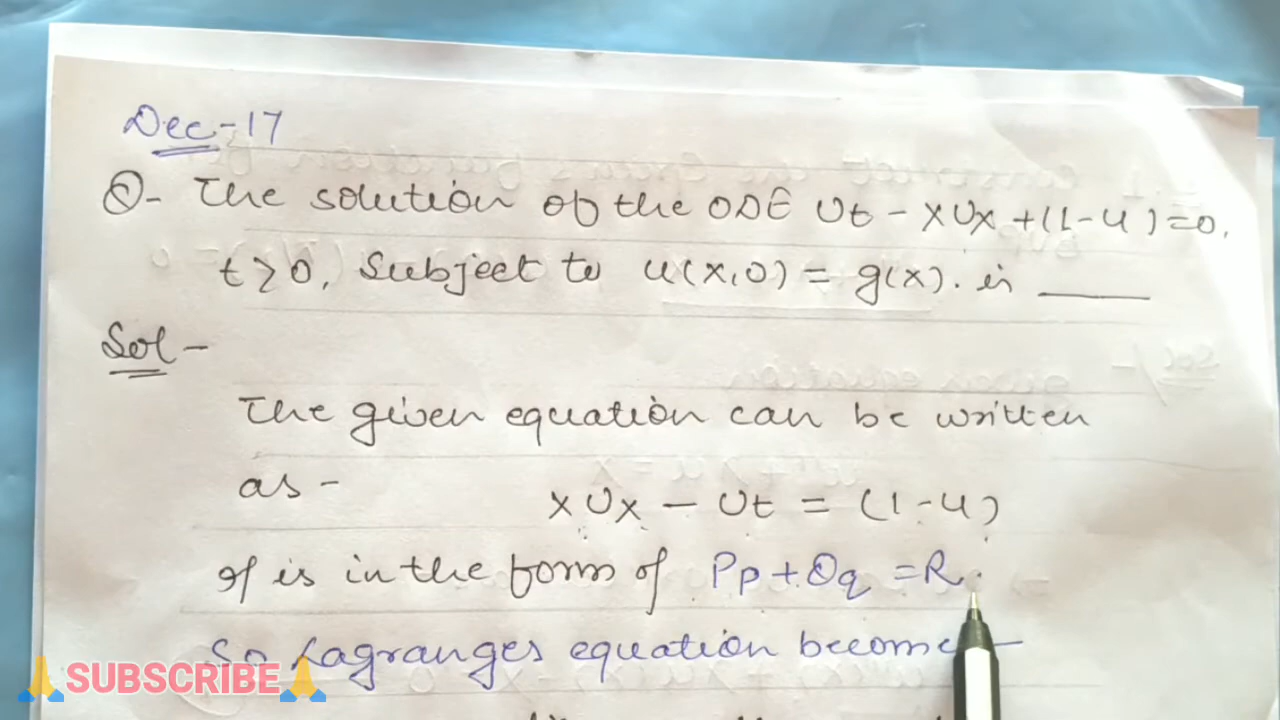 Dec-17
Q- The solution of the ODE Ut - XUx + (1-u) = 0,
t > 0, Subject to u(x,0) = g(x). is ____
Sol -
The given equation can be written
as - XUx - Ut = (1-u)
It is in the form of Pp + Qq = R.
So Lagranges equation become -
🙏SUBSCRIBE🙏